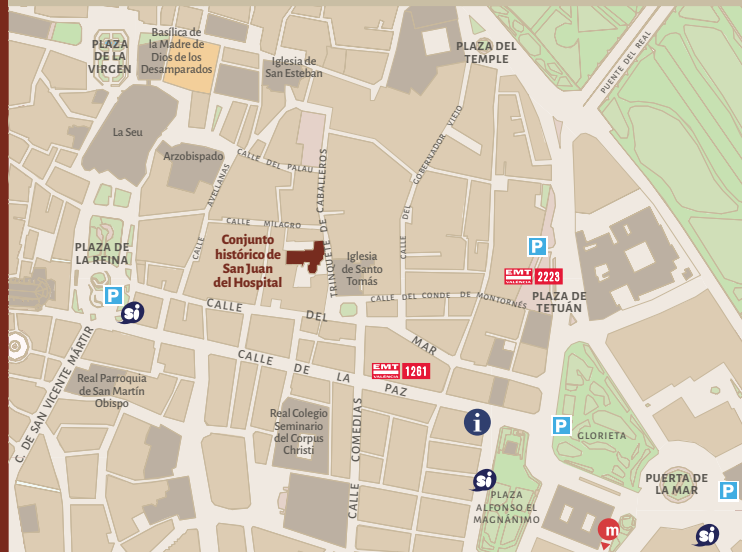 Basílica de
la Madre de
Dios de los
Desamparados
PLAZA
DE LA
VIRGEN
PLAZA DEL
TEMPLE
Iglesia de
San Esteban
PUENTE DEL REAL
La Seu
Arzobispado
CALLE DEL PALAU
CALLE AVELLANAS
TRINQUETE DE CABALLEROS
CALLE DEL GOBERNADOR VIEJO
CALLE MILAGRO
Conjunto
histórico de
San Juan
del Hospital
PLAZA DE
LA REINA
Iglesia
de Santo
Tomás
P
EMT
VALENCIA
2223
P
si
CALLE DEL CONDE DE MONTORNÉS
PLAZA DE
TETUÁN
CALLE DEL MAR
C. DE SAN VICENTE MÁRTIR
CALLE DE LA PAZ
EMT
VALENCIA
1261
Real Parroquia
de San Martín
Obispo
Real Colegio
Seminario
del Corpus
Christi
CALLE COMEDIAS
i
P
GLORIETA
si
PLAZA
ALFONSO EL
MAGNÁNIMO
PUERTA DE
LA MAR
P
m
si